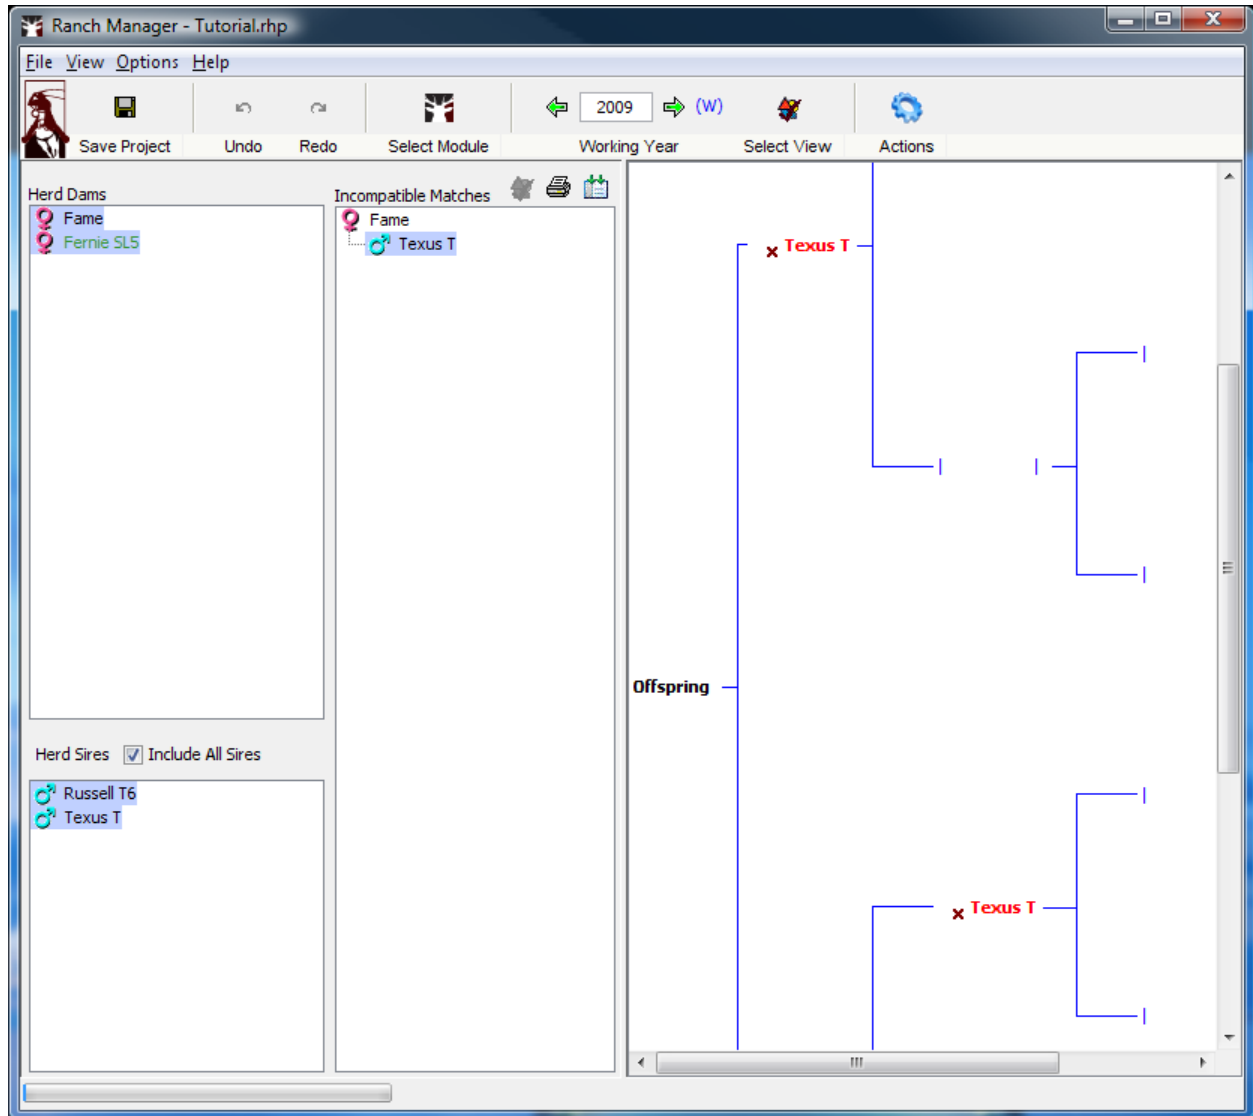 Ranch Manager - Tutorial.rhp
File View Options Help
2009 (W)
Save Project Undo Redo Select Module Working Year Select View Actions
Herd Dams
Fame
Fernie SL5
Incompatible Matches
Fame
Texus T
Herd Sires Include All Sires
Russell T6
Texus T
Texus T
Offspring
Texus T